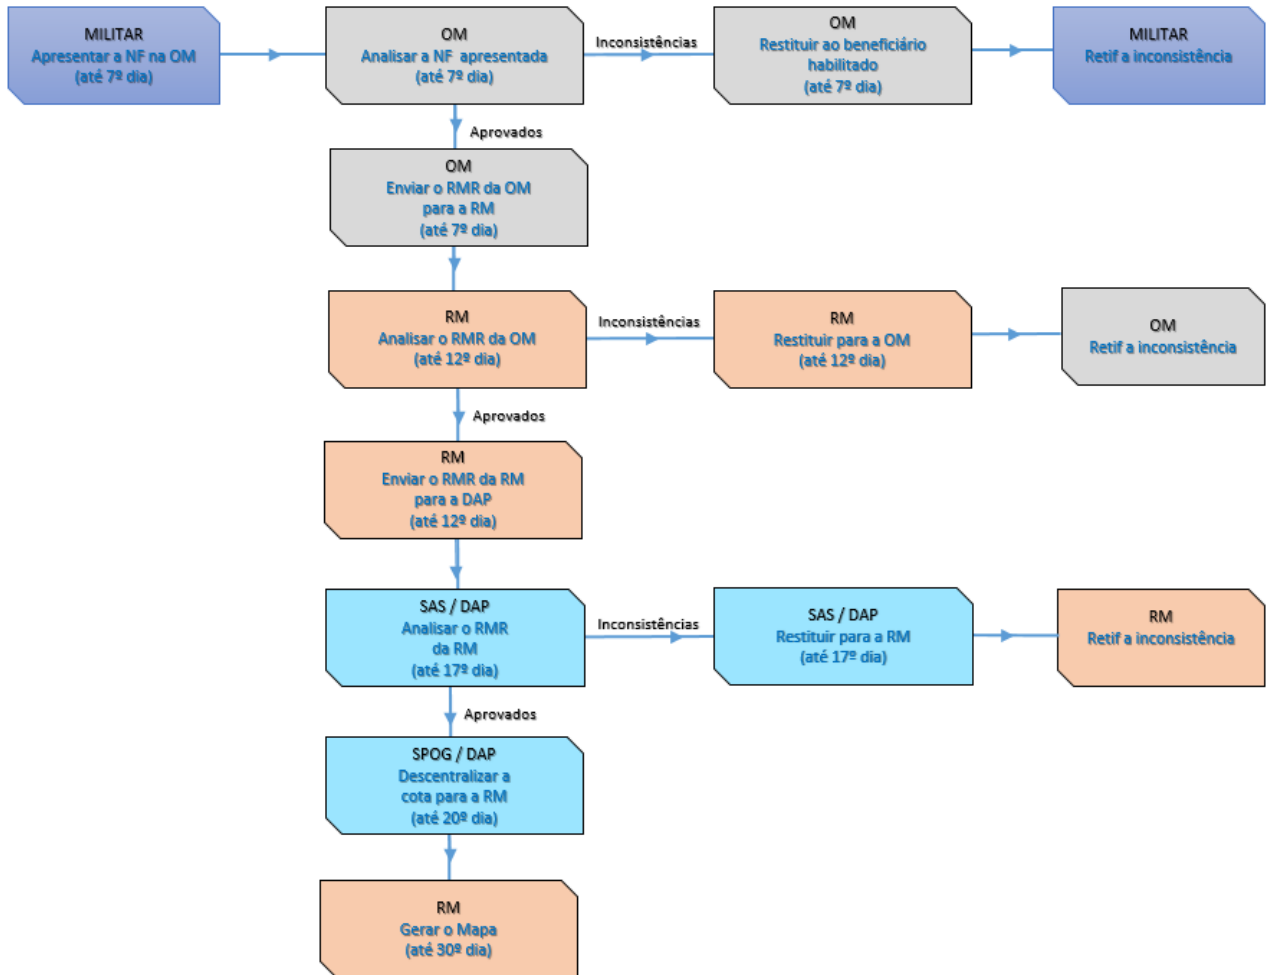 MILITAR
Apresentar a NF na OM
(até 7º dia)
OM
Analisar a NF apresentada
(até 7º dia)
Inconsistências
OM
Restituir ao beneficiário
habilitado
(até 7º dia)
MILITAR
Retif a inconsistência
Aprovados
OM
Enviar o RMR da OM
para a RM
(até 7º dia)
RM
Analisar o RMR da OM
(até 12º dia)
Inconsistências
RM
Restituir para a OM
(até 12º dia)
OM
Retif a inconsistência
Aprovados
RM
Enviar o RMR da RM
para a DAP
(até 12º dia)
SAS / DAP
Analisar o RMR
da RM
(até 17º dia)
Inconsistências
SAS / DAP
Restituir para a RM
(até 17º dia)
RM
Retif a inconsistência
Aprovados
SPOG / DAP
Descentralizar a
cota para a RM
(até 20º dia)
RM
Gerar o Mapa
(até 30º dia)